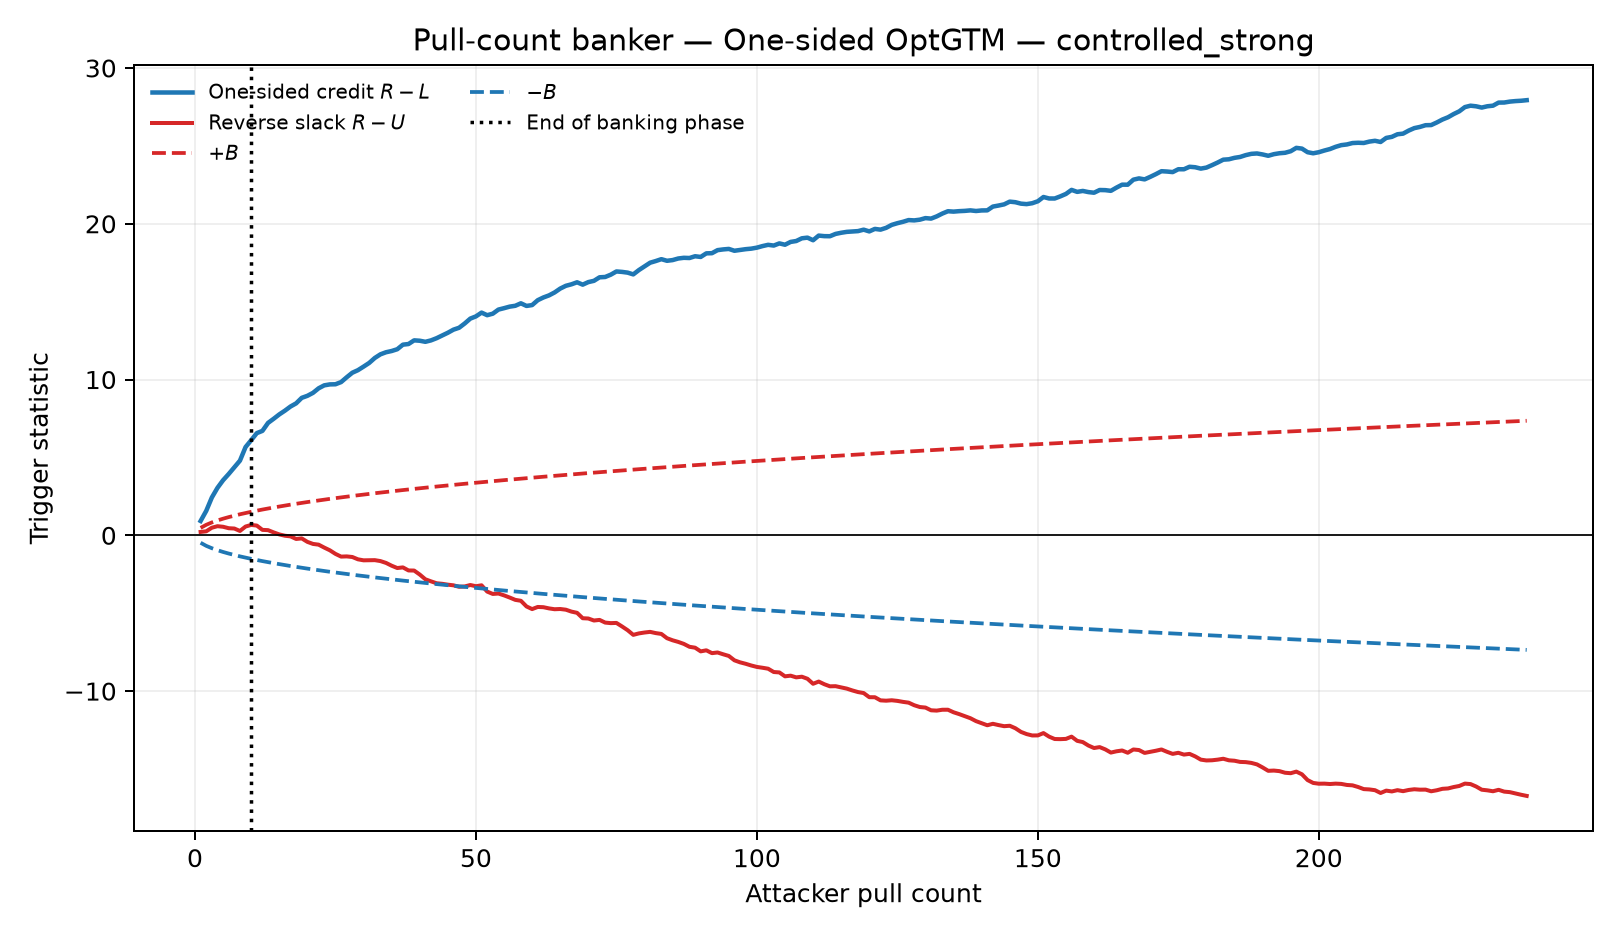 Pull-count banker — One-sided OptGTM — controlled_strong
One-sided credit R − L
Reverse slack R − U
+B
−B
End of banking phase
Trigger statistic
30
20
10
0
−10
0
50
100
150
200
Attacker pull count